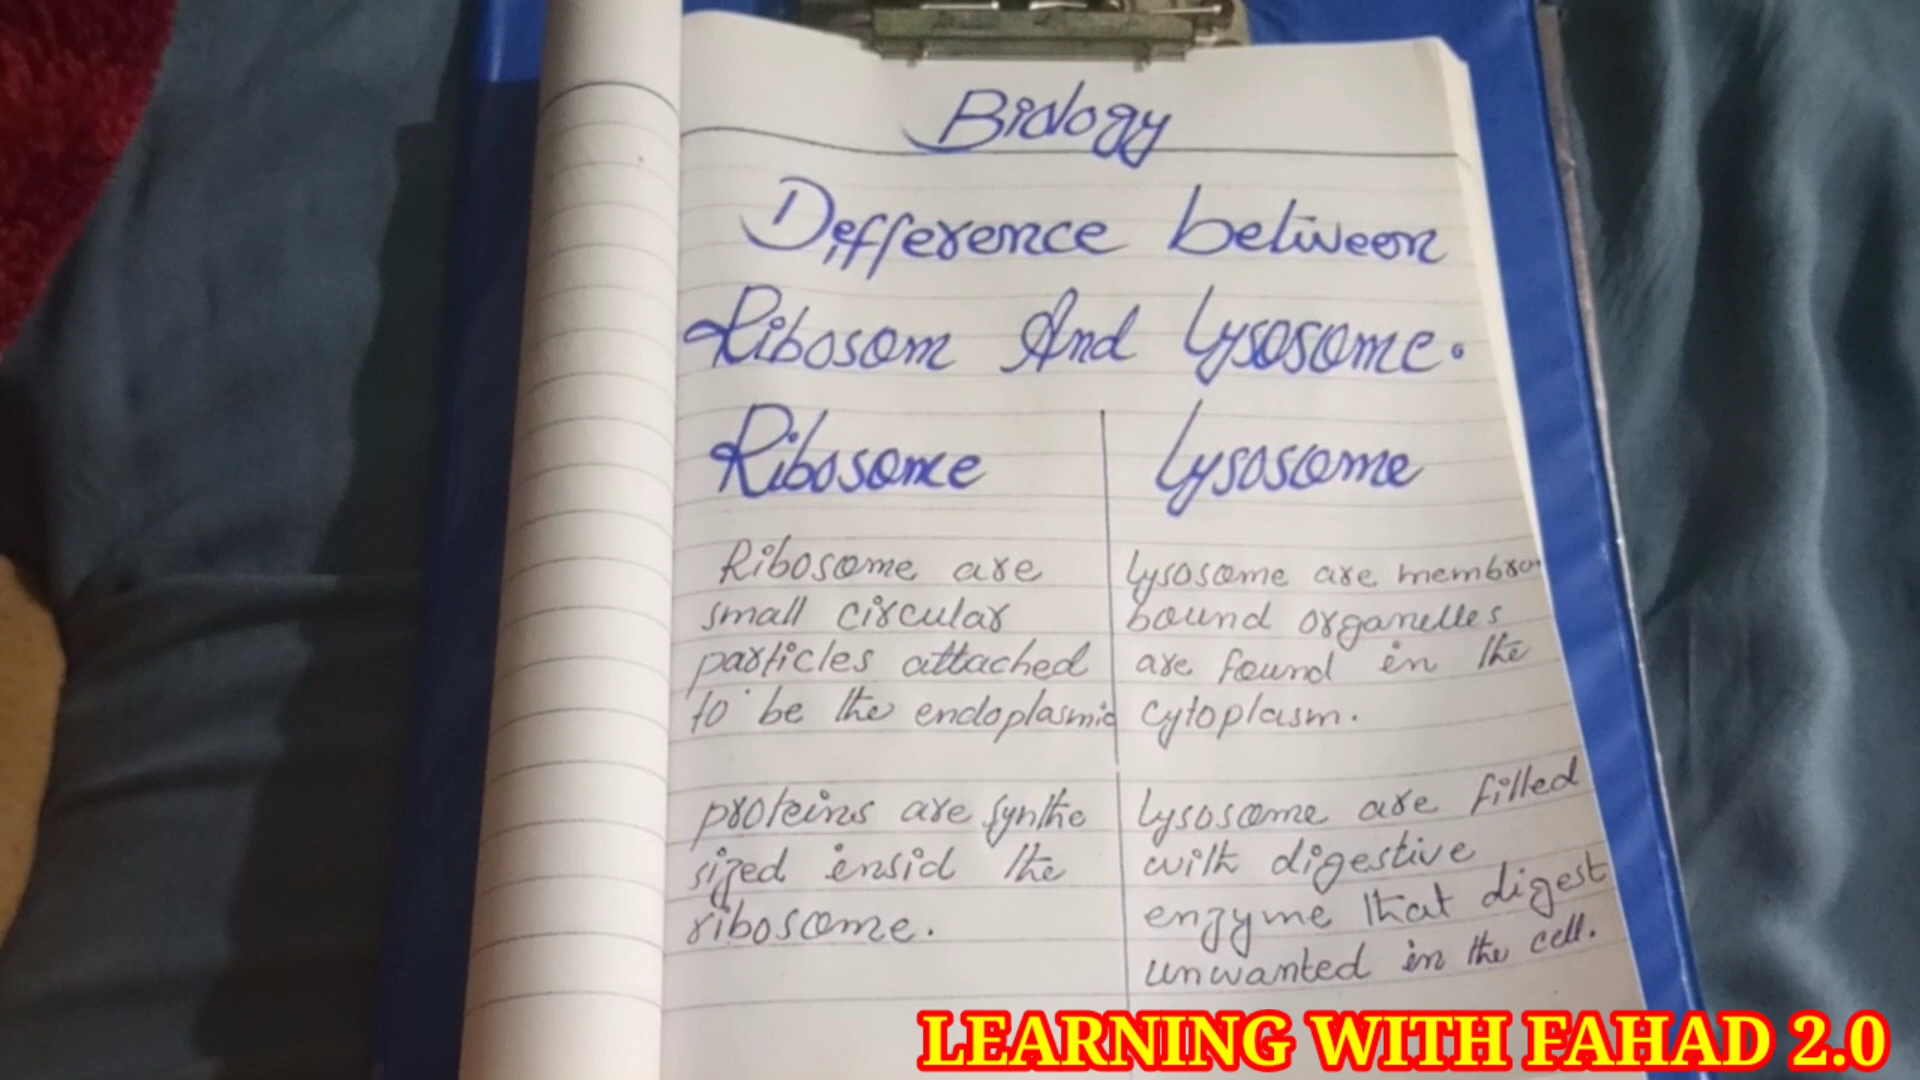 Biology
Difference between
Ribosom And Lysosome.
Ribosome
Lysosome
Ribosome are
small circular
particles attached
to be the endoplasmic
Lysosome are membran
bound organelles
are found in the
cytoplasm.
proteins are synthe
sized insid the
ribosome.
Lysosome are filled
with digestive
enzyme that digest
unwanted in the cell.
LEARNING WITH FAHAD 2.0